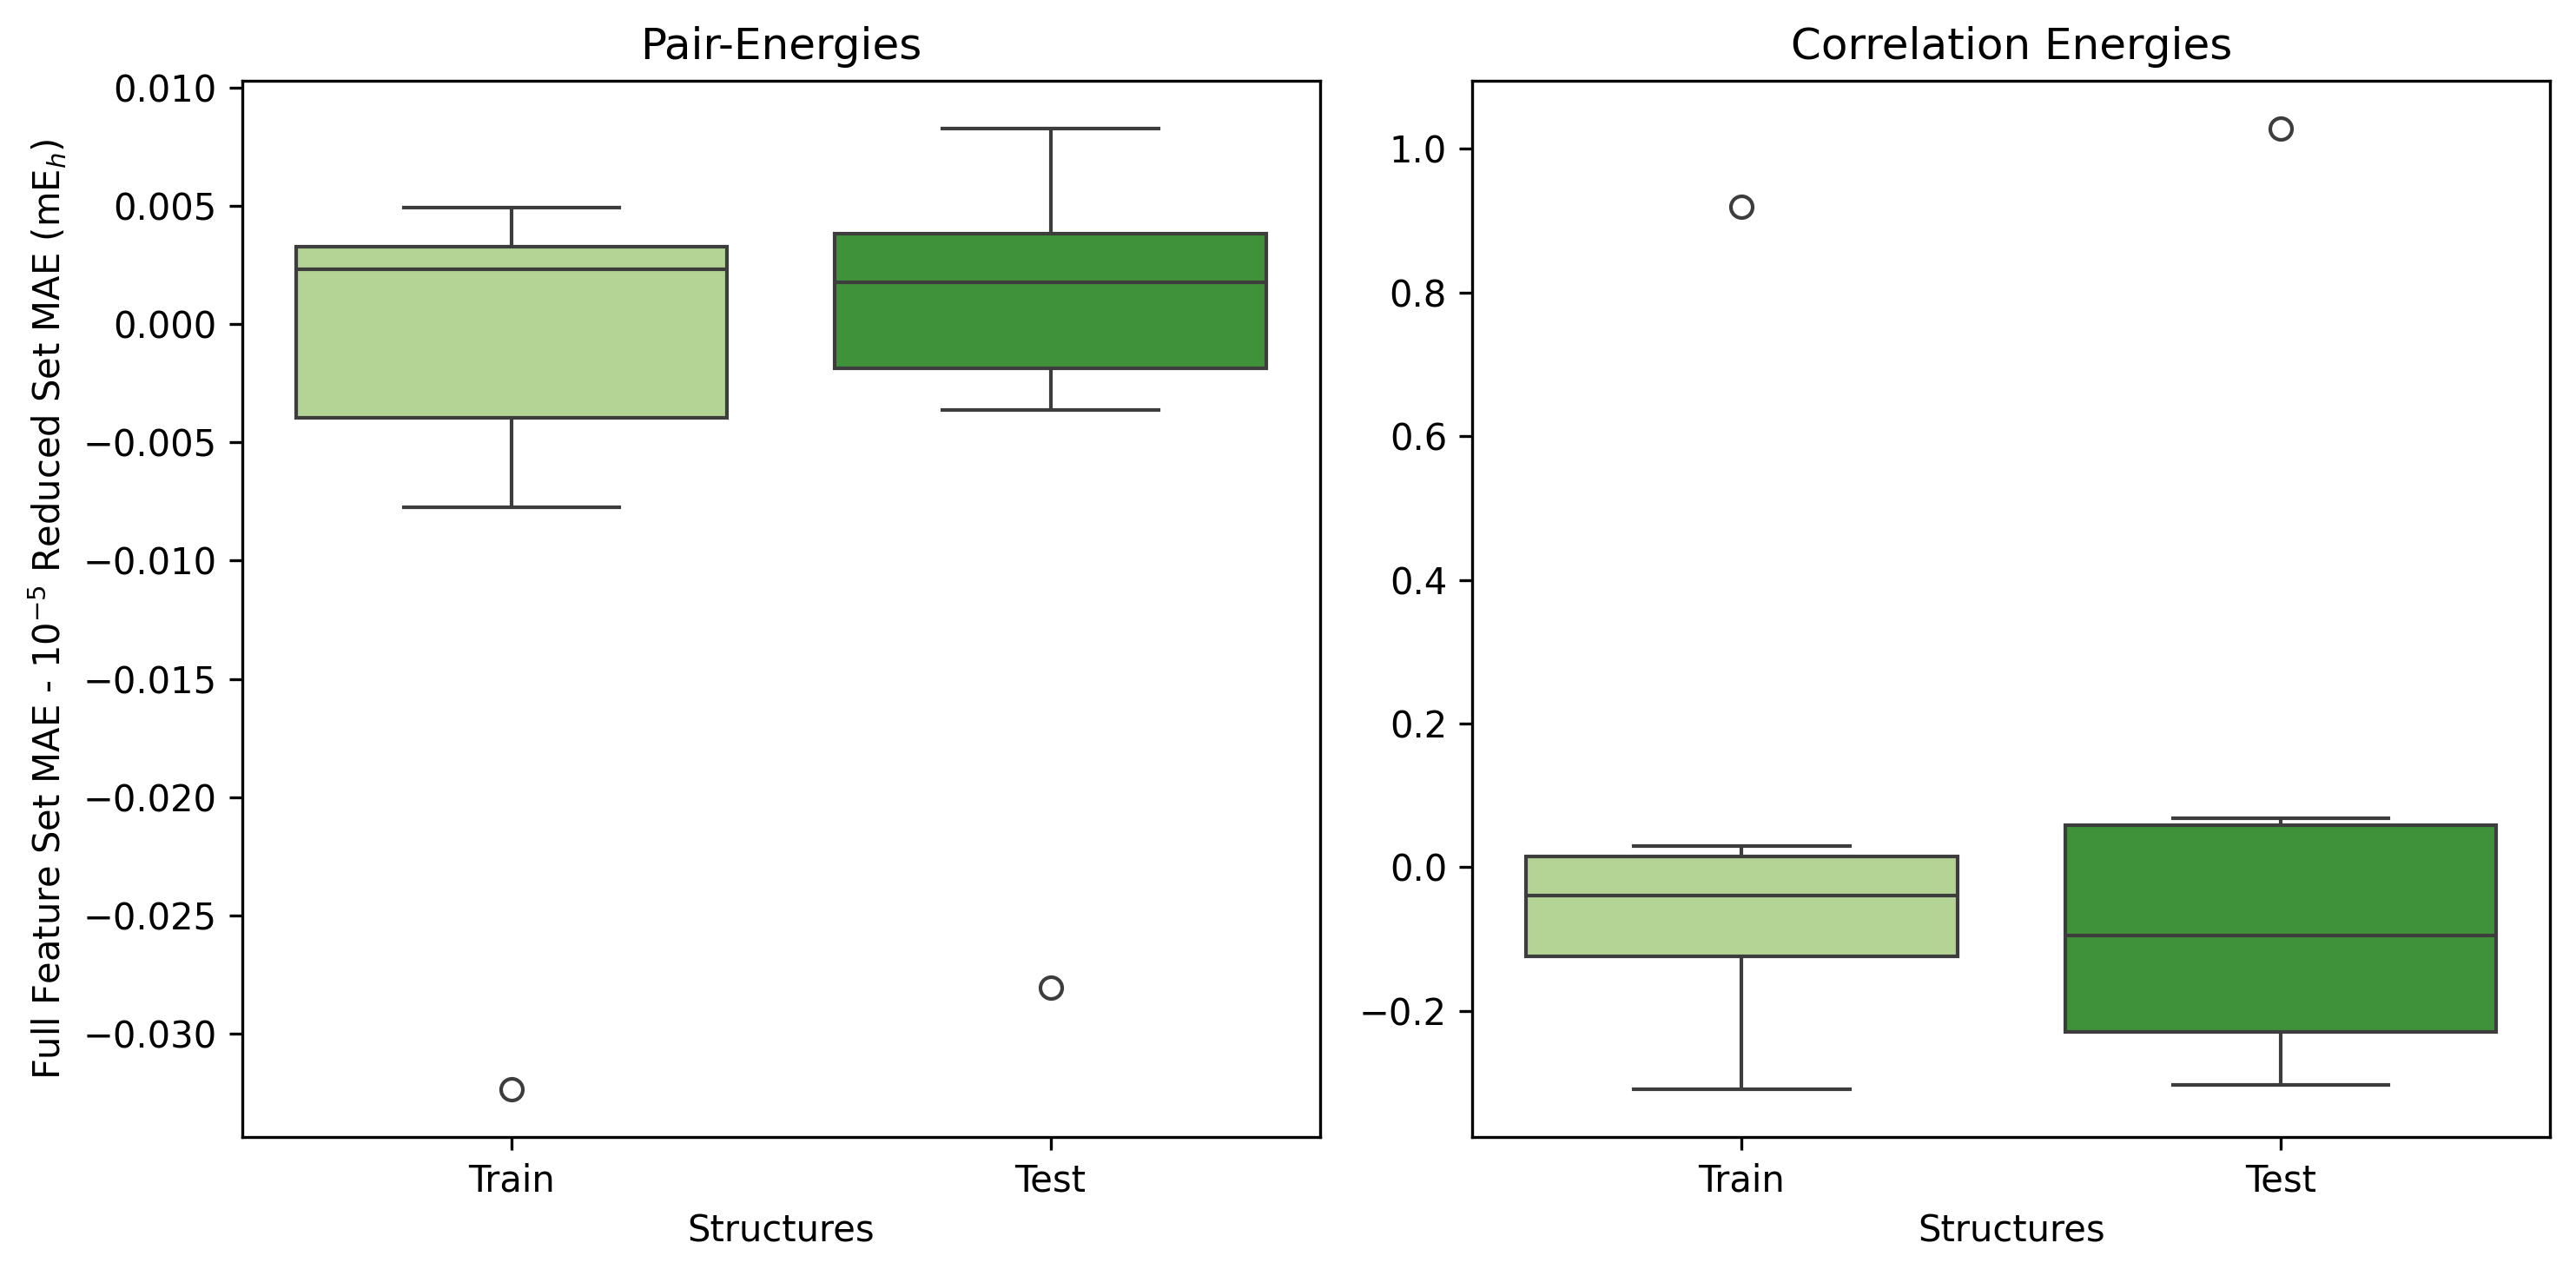 Pair-Energies
Full Feature Set MAE - 10⁻⁵ Reduced Set MAE (mEₕ)
0.010
0.005
0.000
−0.005
−0.010
−0.015
−0.020
−0.025
−0.030
Train
Test
Structures
Correlation Energies
1.0
0.8
0.6
0.4
0.2
0.0
−0.2
Train
Test
Structures